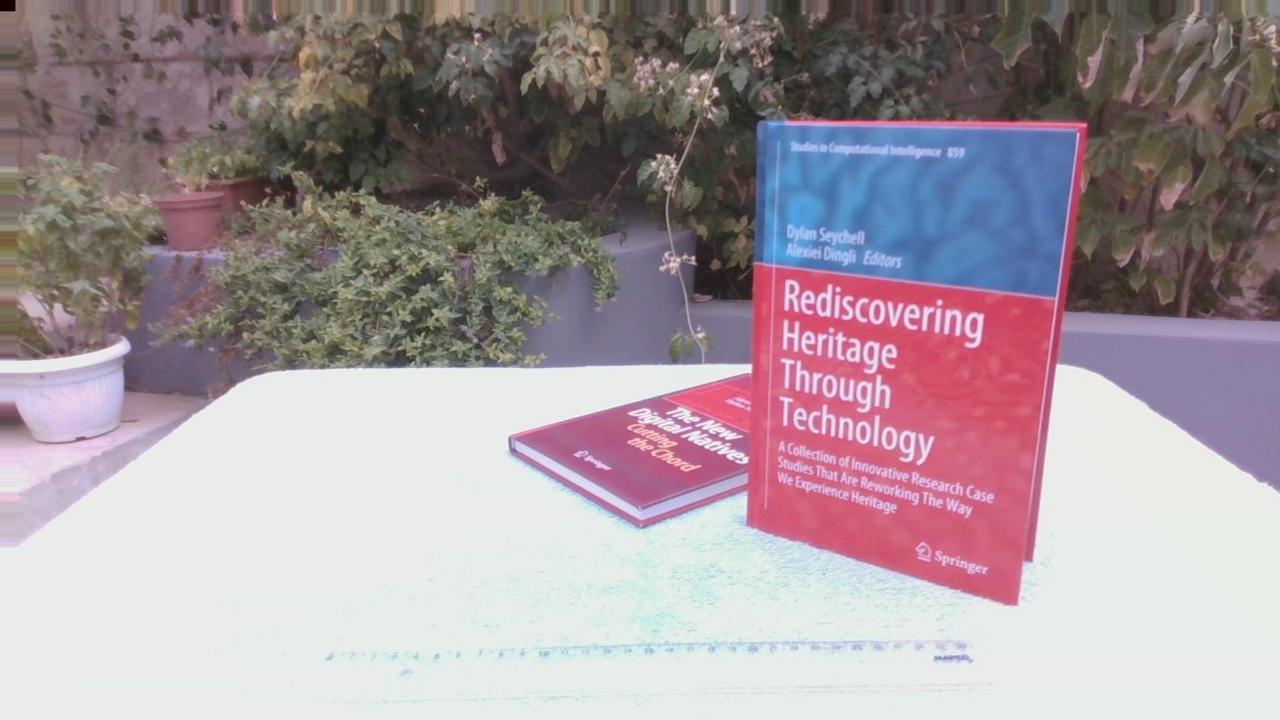 Studies in Computational Intelligence 859
Dylan Seychell
Alexiei Dingli Editors
Rediscovering
Heritage
Through
Technology
A Collection of Innovative Research Case
Studies That Are Reworking The Way
We Experience Heritage
Springer
The New
Digital Natives
Cutting
the Chord
Springer